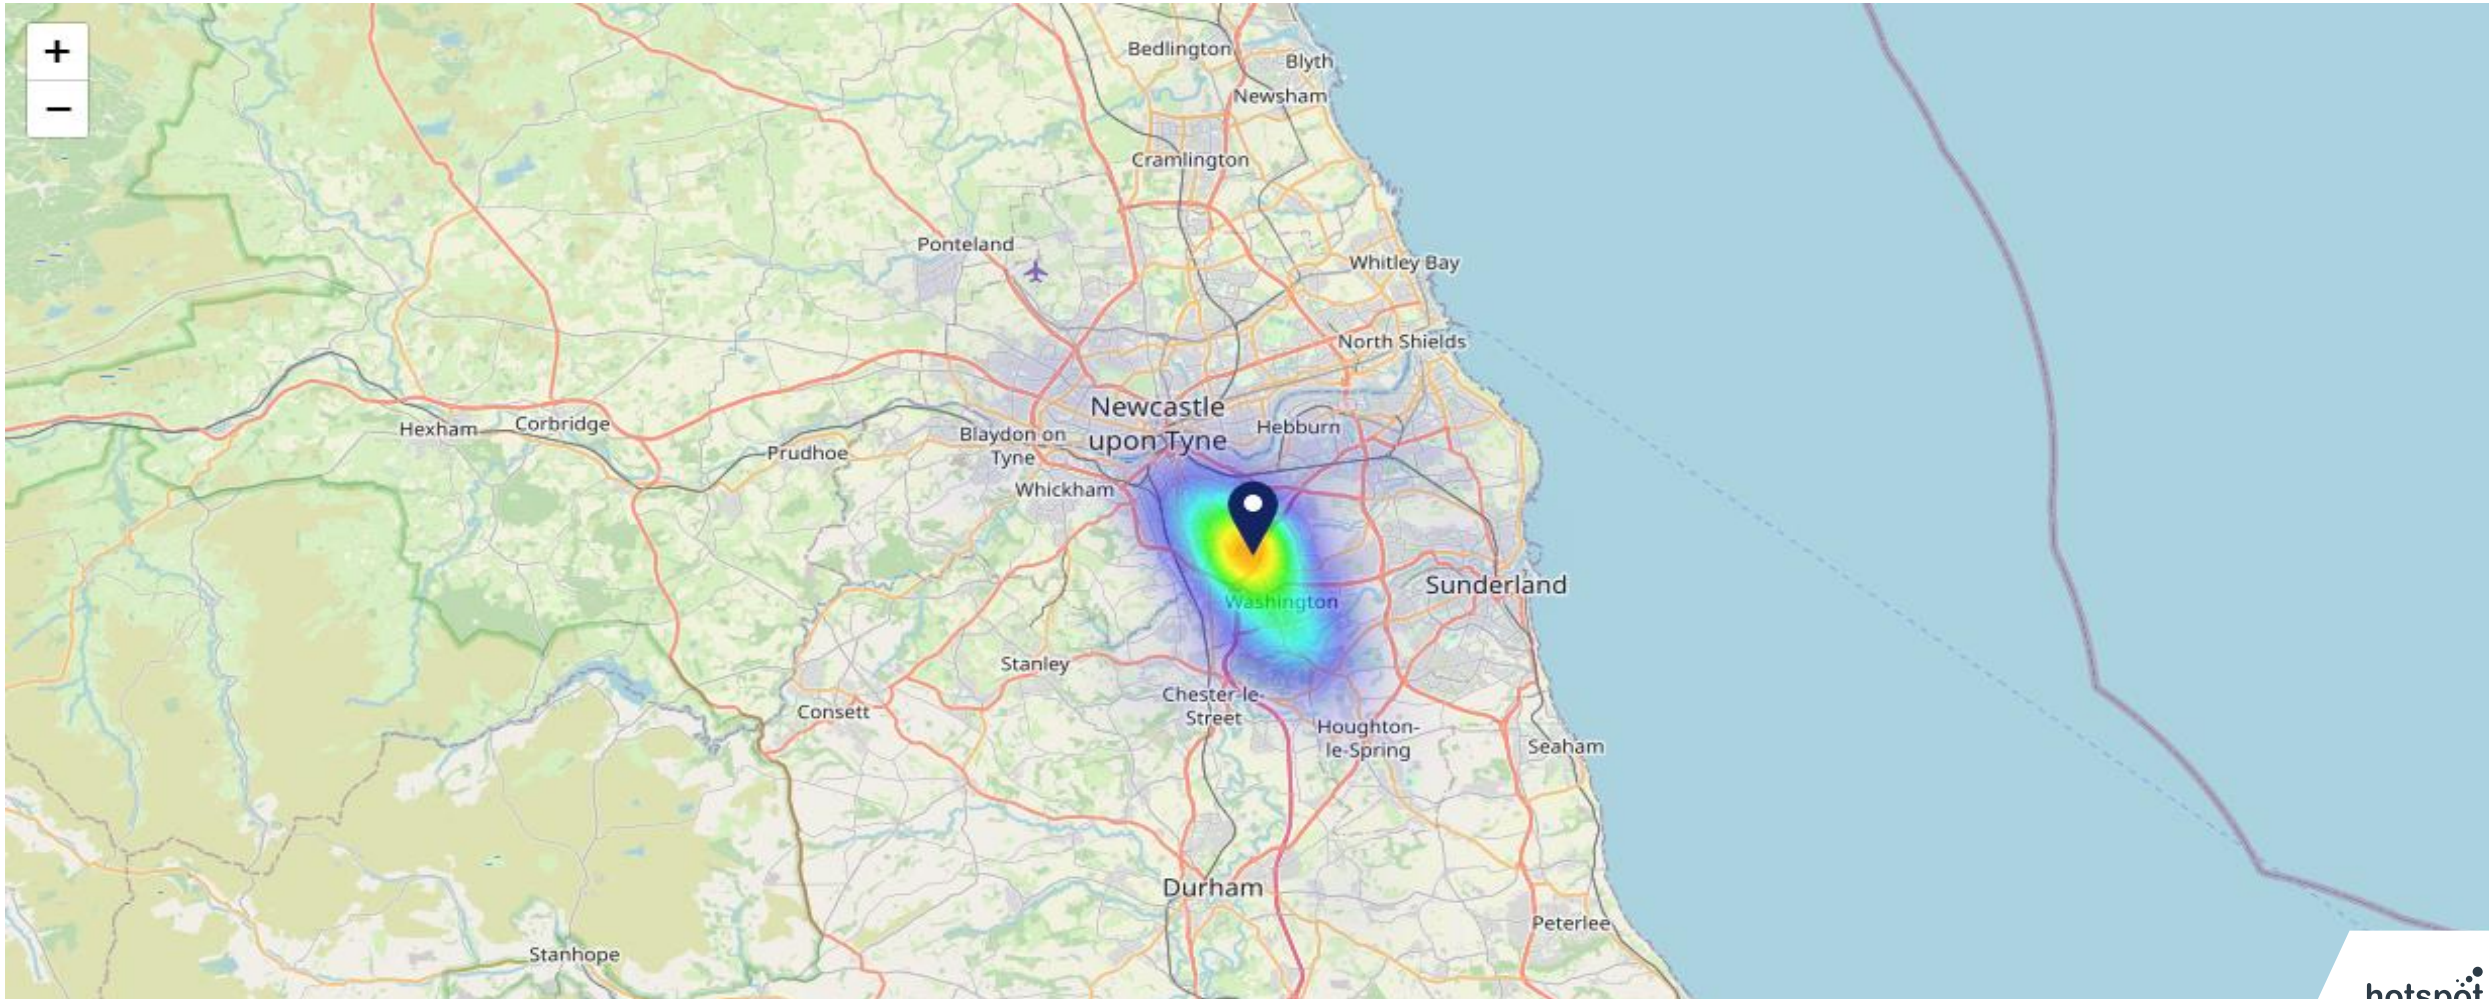 +
−
Bedlington
Blyth
Newsham
Cramlington
Ponteland
Whitley Bay
North Shields
Newcastle
upon Tyne
Hebburn
Blaydon on
Tyne
Hexham
Corbridge
Prudhoe
Whickham
Sunderland
Washington
Stanley
Chester-le-
Street
Consett
Houghton-
le-Spring
Seaham
Durham
Peterlee
Stanhope
hotspot